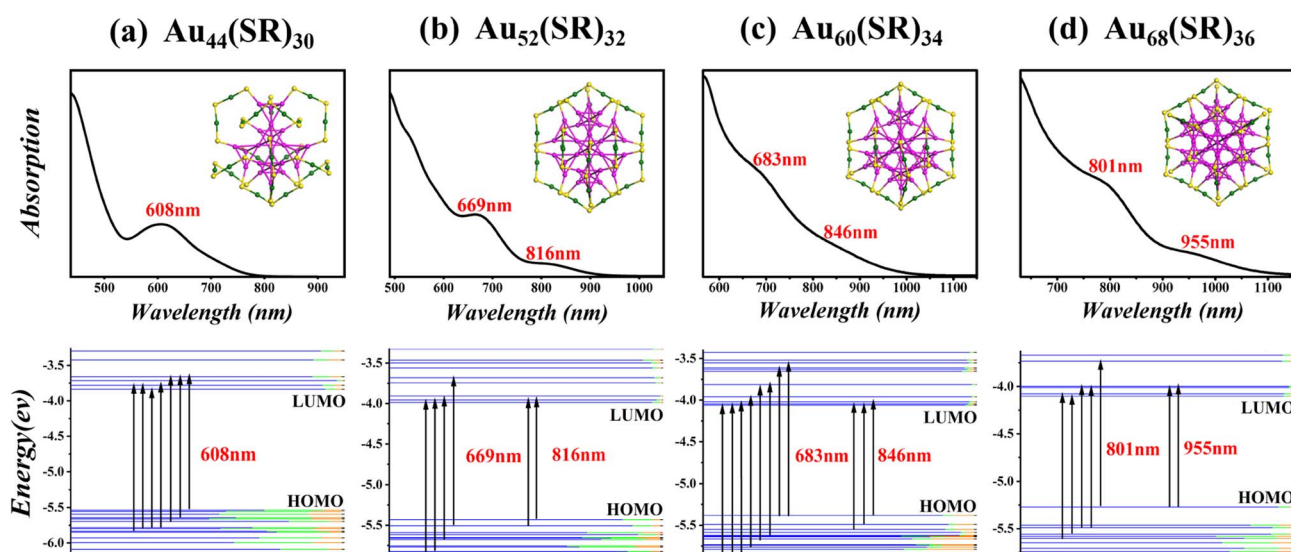 (a) Au44(SR)30
(b) Au52(SR)32
(c) Au60(SR)34
(d) Au68(SR)36
Absorption
608nm
669nm
816nm
683nm
846nm
801nm
955nm
500 600 700 800 900
500 600 700 800 900 1000
600 700 800 900 1000 1100
700 800 900 1000 1100
Wavelength (nm)
Wavelength (nm)
Wavelength (nm)
Wavelength (nm)
Energy(ev)
-3.5
-4.0
-4.5
-5.0
-5.5
-6.0
LUMO
608nm
HOMO
-3.5
-4.0
-4.5
-5.0
-5.5
LUMO
669nm
816nm
HOMO
-3.5
-4.0
-4.5
-5.0
-5.5
LUMO
683nm
846nm
HOMO
-4.0
-4.5
-5.0
-5.5
LUMO
801nm
955nm
HOMO